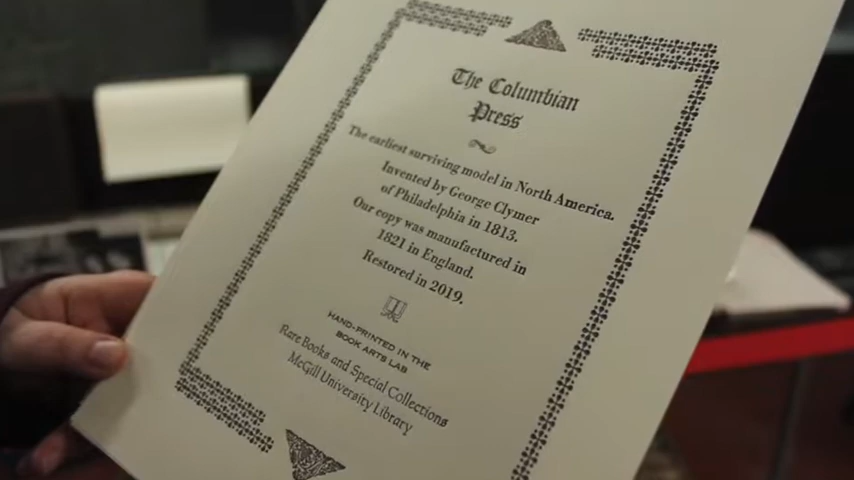 The Columbian
Press
The earliest surviving model in North America.
Invented by George Clymer
of Philadelphia in 1813.
Our copy was manufactured in
1821 in England.
Restored in 2019.
HAND-PRINTED IN THE
BOOK ARTS LAB
Rare Books and Special Collections
McGill University Library